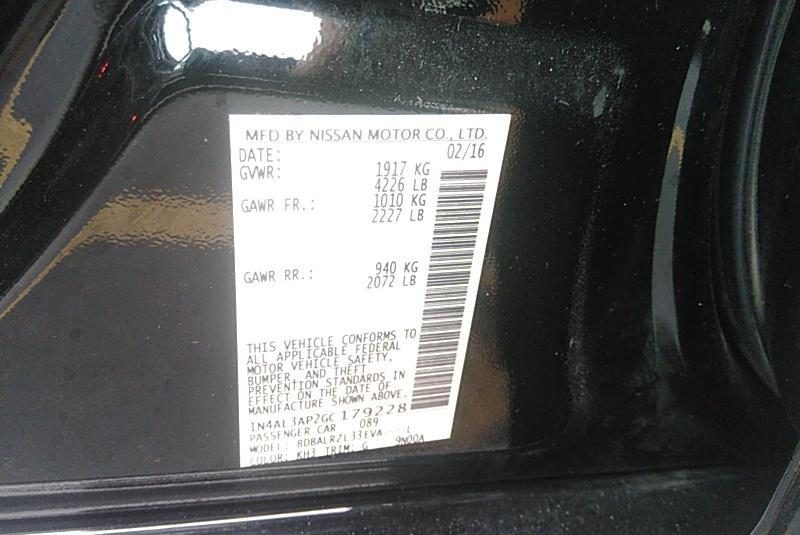 MFD BY NISSAN MOTOR CO., LTD.
DATE: 02/16
GVWR: 1917 KG
4226 LB
GAWR FR.: 1010 KG
2227 LB
GAWR RR.: 940 KG
2072 LB
THIS VEHICLE CONFORMS TO
ALL APPLICABLE FEDERAL
MOTOR VEHICLE SAFETY,
BUMPER, AND THEFT
PREVENTION STANDARDS IN
EFFECT ON THE DATE OF
MANUFACTURE SHOWN ABOVE.
1N4AL3AP2GC179228
PASSENGER CAR 089
MODEL: BDBALRZL33EVA----L
COLOR: KH3 TRIM: G 9N00A